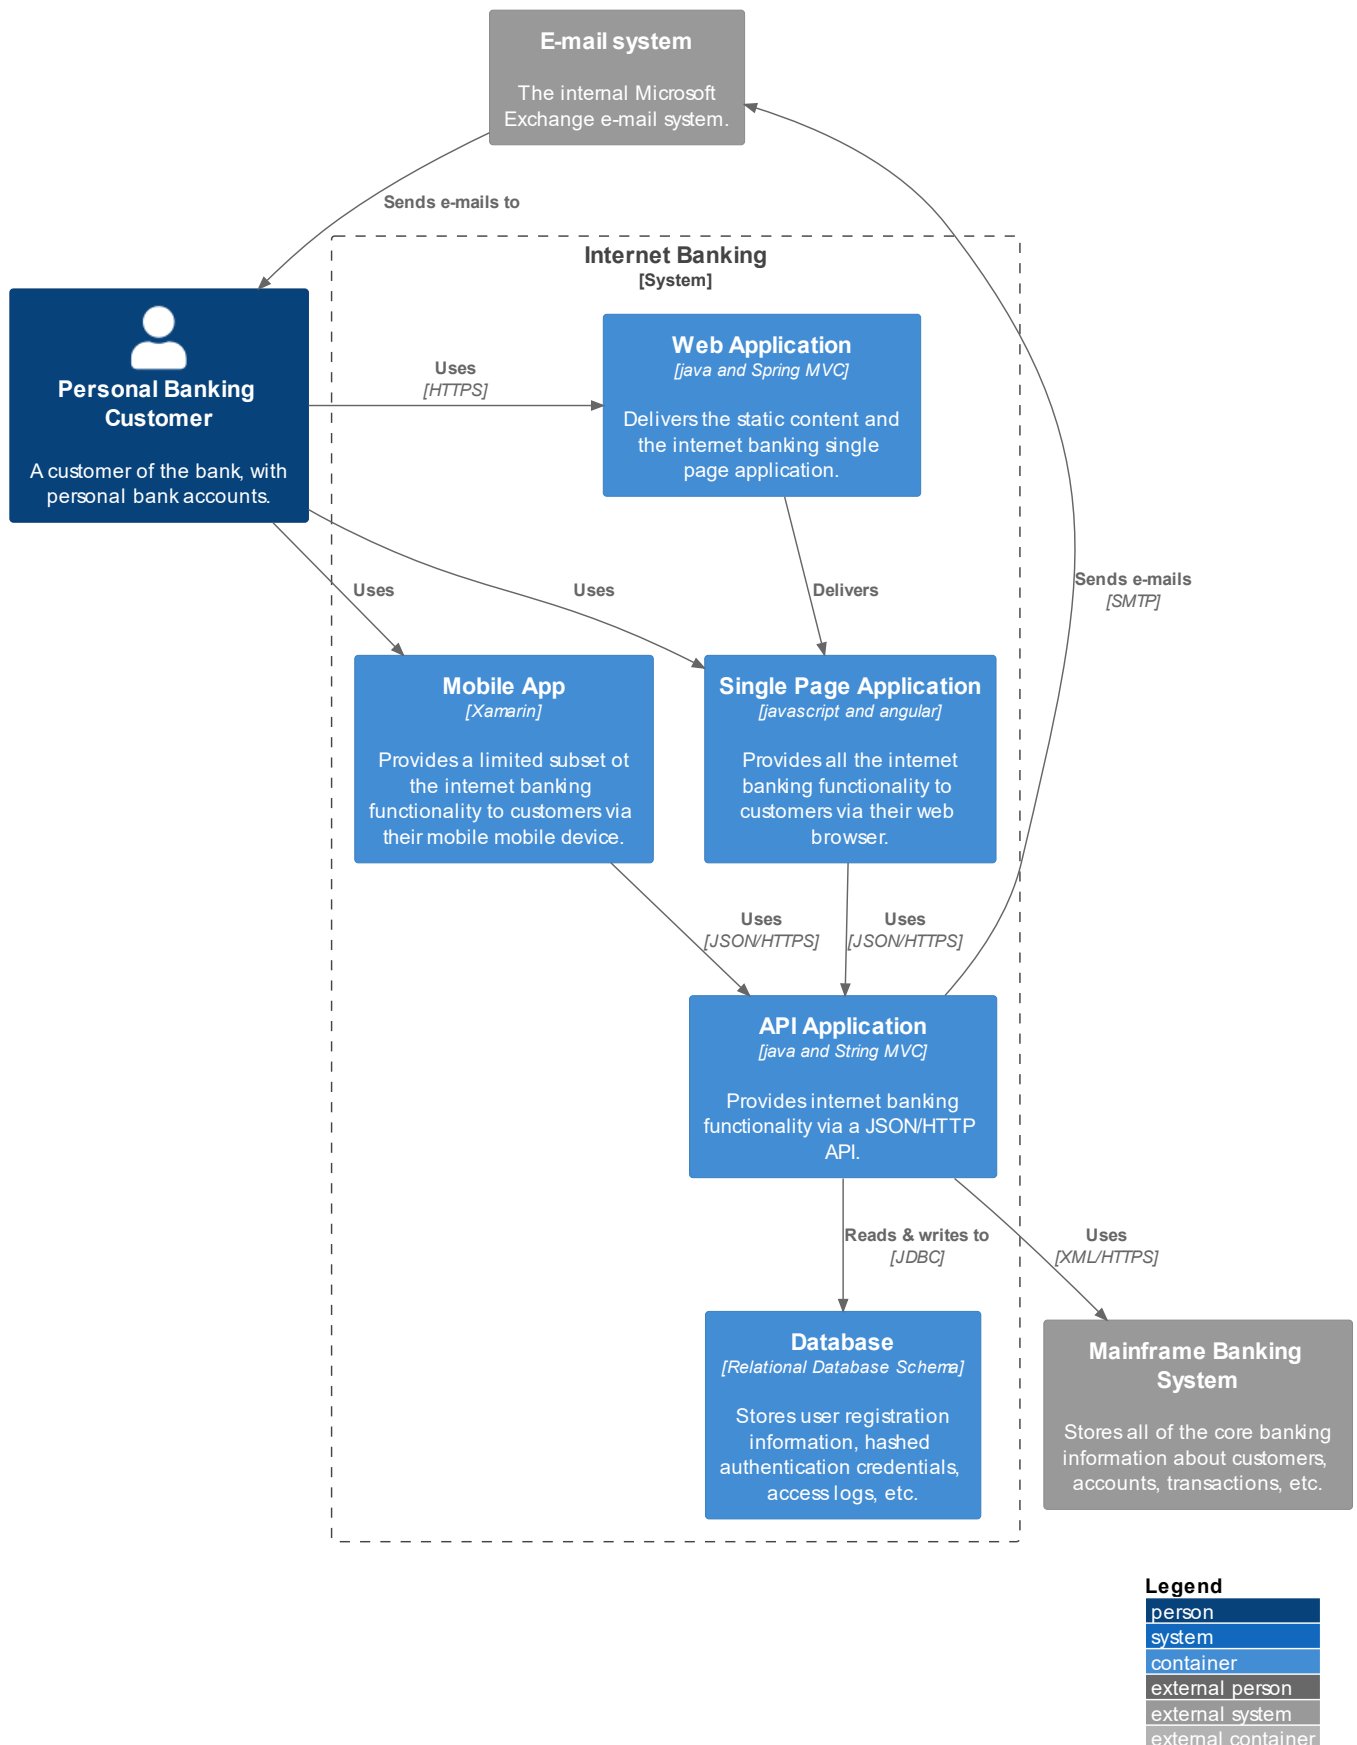 E-mail system
The internal Microsoft
Exchange e-mail system.
Sends e-mails to
Internet Banking
[System]
Personal Banking
Customer
A customer of the bank, with
personal bank accounts.
Uses
[HTTPS]
Web Application
[java and Spring MVC]
Delivers the static content and
the internet banking single
page application.
Uses
Uses
Delivers
Sends e-mails
[SMTP]
Mobile App
[Xamarin]
Provides a limited subset ot
the internet banking
functionality to customers via
their mobile mobile device.
Single Page Application
[javascript and angular]
Provides all the internet
banking functionality to
customers via their web
browser.
Uses
[JSON/HTTPS]
Uses
[JSON/HTTPS]
API Application
[java and String MVC]
Provides internet banking
functionality via a JSON/HTTP
API.
Reads & writes to
[JDBC]
Uses
[XML/HTTPS]
Database
[Relational Database Schema]
Stores user registration
information, hashed
authentication credentials,
access logs, etc.
Mainframe Banking
System
Stores all of the core banking
information about customers,
accounts, transactions, etc.
Legend
person
system
container
external person
external system
external container